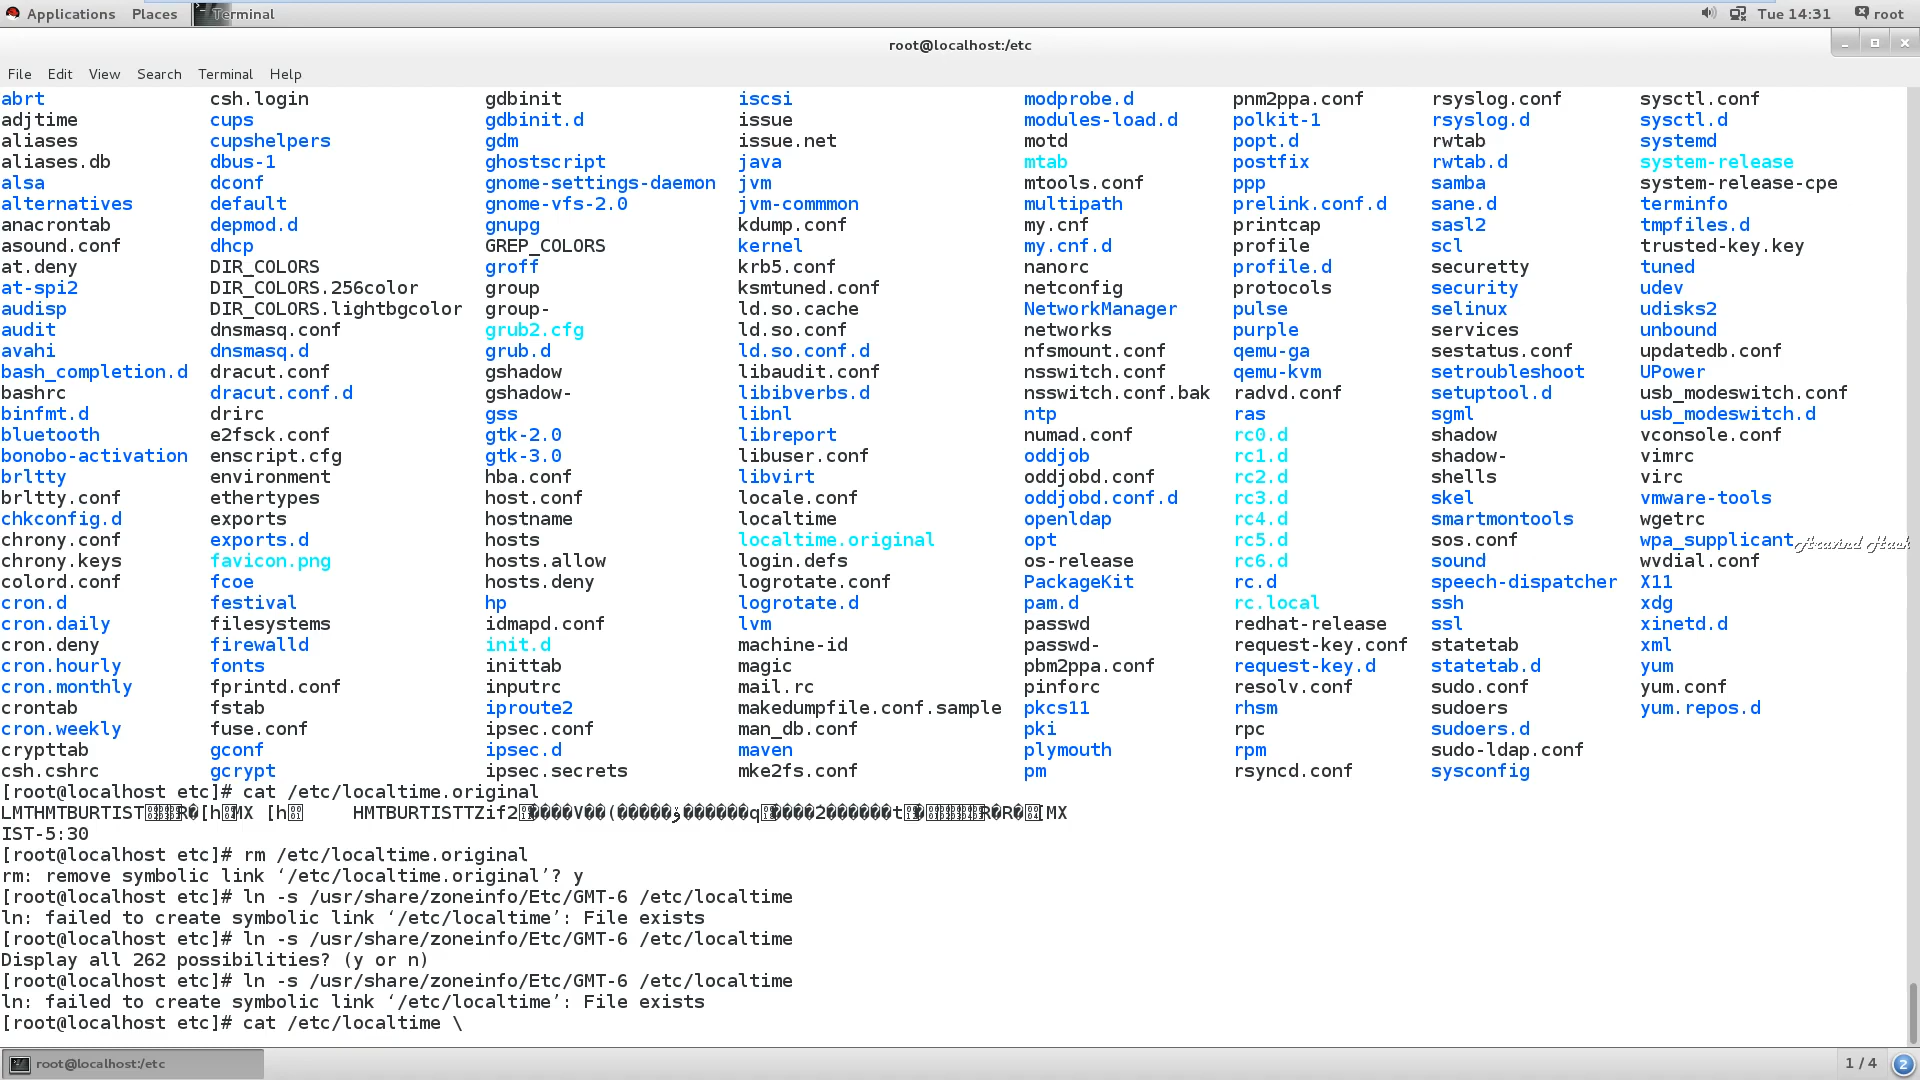 Applications Places Terminal Tue 14:31 root
root@localhost:/etc
File Edit View Search Terminal Help
abrt csh.login gdbinit iscsi modprobe.d pnm2ppa.conf rsyslog.conf sysctl.conf
adjtime cups gdbinit.d issue modules-load.d polkit-1 rsyslog.d sysctl.d
aliases cupshelpers gdm issue.net motd popt.d rwtab systemd
aliases.db dbus-1 ghostscript java mtab postfix rwtab.d system-release
alsa dconf gnome-settings-daemon jvm mtools.conf ppp samba system-release-cpe
alternatives default gnome-vfs-2.0 jvm-commmon multipath prelink.conf.d sane.d terminfo
anacrontab depmod.d gnupg kdump.conf my.cnf printcap sasl2 tmpfiles.d
asound.conf dhcp GREP_COLORS kernel my.cnf.d profile scl trusted-key.key
at.deny DIR_COLORS groff krb5.conf nanorc profile.d securetty tuned
at-spi2 DIR_COLORS.256color group ksmtuned.conf netconfig protocols security udev
audisp DIR_COLORS.lightbgcolor group- ld.so.cache NetworkManager pulse selinux udisks2
audit dnsmasq.conf grub2.cfg ld.so.conf networks purple services unbound
avahi dnsmasq.d grub.d ld.so.conf.d nfsmount.conf qemu-ga sestatus.conf updatedb.conf
bash_completion.d dracut.conf gshadow libaudit.conf nsswitch.conf qemu-kvm setroubleshoot UPower
bashrc dracut.conf.d gshadow- libibverbs.d nsswitch.conf.bak radvd.conf setuptool.d usb_modeswitch.conf
binfmt.d drirc gss libnl ntp ras sgml usb_modeswitch.d
bluetooth e2fsck.conf gtk-2.0 libreport numad.conf rc0.d shadow vconsole.conf
bonobo-activation enscript.cfg gtk-3.0 libuser.conf oddjob rc1.d shadow- vimrc
brltty environment hba.conf libvirt oddjobd.conf rc2.d shells virc
brltty.conf ethertypes host.conf locale.conf oddjobd.conf.d rc3.d skel vmware-tools
chkconfig.d exports hostname localtime openldap rc4.d smartmontools wgetrc
chrony.conf exports.d hosts localtime.original opt rc5.d sos.conf wpa_supplicant
chrony.keys favicon.png hosts.allow login.defs os-release rc6.d sound wvdial.conf
colord.conf fcoe hosts.deny logrotate.conf PackageKit rc.d speech-dispatcher X11
cron.d festival hp logrotate.d pam.d rc.local ssh xdg
cron.daily filesystems idmapd.conf lvm passwd redhat-release ssl xinetd.d
cron.deny firewalld init.d machine-id passwd- request-key.conf statetab xml
cron.hourly fonts inittab magic pbm2ppa.conf request-key.d statetab.d yum
cron.monthly fprintd.conf inputrc mail.rc pinforc resolv.conf sudo.conf yum.conf
crontab fstab iproute2 makedumpfile.conf.sample pkcs11 rhsm sudoers yum.repos.d
cron.weekly fuse.conf ipsec.conf man_db.conf pki rpc sudoers.d
crypttab gconf ipsec.d maven plymouth rpm sudo-ldap.conf
csh.cshrc gcrypt ipsec.secrets mke2fs.conf pm rsyncd.conf sysconfig
[root@localhost etc]# cat /etc/localtime.original
LMTHMTBURTIST HMTBURTISTTZif2
IST-5:30
[root@localhost etc]# rm /etc/localtime.original
rm: remove symbolic link ‘/etc/localtime.original’? y
[root@localhost etc]# ln -s /usr/share/zoneinfo/Etc/GMT-6 /etc/localtime
ln: failed to create symbolic link ‘/etc/localtime’: File exists
[root@localhost etc]# ln -s /usr/share/zoneinfo/Etc/GMT-6 /etc/localtime
Display all 262 possibilities? (y or n)
[root@localhost etc]# ln -s /usr/share/zoneinfo/Etc/GMT-6 /etc/localtime
ln: failed to create symbolic link ‘/etc/localtime’: File exists
[root@localhost etc]# cat /etc/localtime \
root@localhost:/etc 1 / 4 2